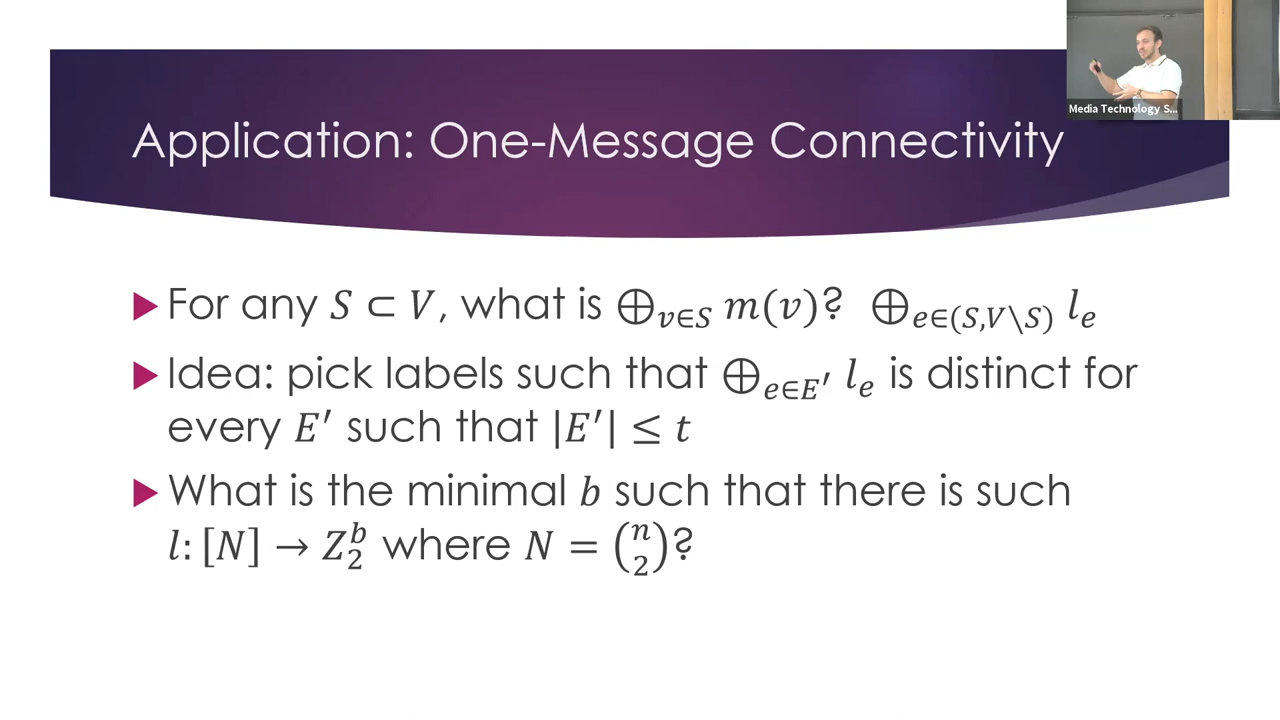 Media Technology S...
Application: One-Message Connectivity
▶ For any 𝑆 ⊂ 𝑉, what is ⊕_{𝑣∈𝑆} 𝑚(𝑣)? ⊕_{𝑒∈(𝑆,𝑉\𝑆)} 𝑙_𝑒
▶ Idea: pick labels such that ⊕_{𝑒∈𝐸′} 𝑙_𝑒 is distinct for
every 𝐸′ such that |𝐸′| ≤ 𝑡
▶ What is the minimal 𝑏 such that there is such
𝑙: [𝑁] → 𝑍_2^𝑏 where 𝑁 = \binom{𝑛}{2}?